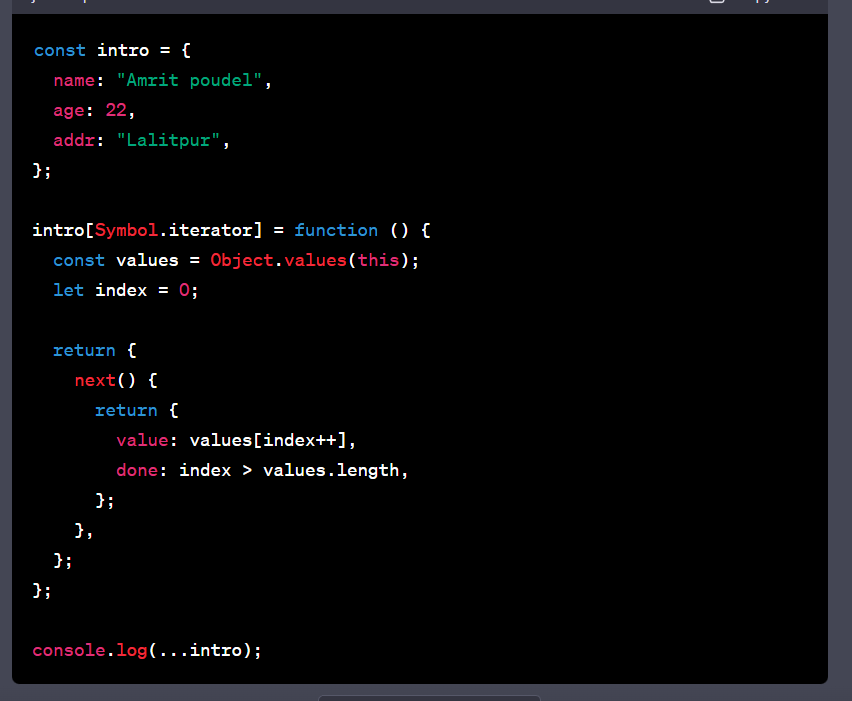 const intro = {
  name: "Amrit poudel",
  age: 22,
  addr: "Lalitpur",
};

intro[Symbol.iterator] = function () {
  const values = Object.values(this);
  let index = 0;

  return {
    next() {
      return {
        value: values[index++],
        done: index > values.length,
      };
    },
  };
};

console.log(...intro);